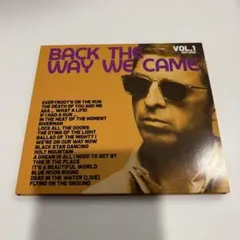 BACK THE
WAY WE CAME
VOL.1
EVERYBODY'S ON THE RUN
THE DEATH OF YOU AND ME
AKA ... WHAT A LIFE!
IF I HAD A GUN ...
IN THE HEAT OF THE MOMENT
RIVERMAN
LOCK ALL THE DOORS
THE DYING OF THE LIGHT
BALLAD OF THE MIGHTY I
WE'RE ON OUR WAY NOW
BLACK STAR DANCING
HOLY MOUNTAIN
A DREAM IS ALL I NEED TO GET BY
THIS IS THE PLACE
IT'S A BEAUTIFUL WORLD
BLUE MOON RISING
DEAD IN THE WATER (LIVE)
FLYING ON THE GROUND